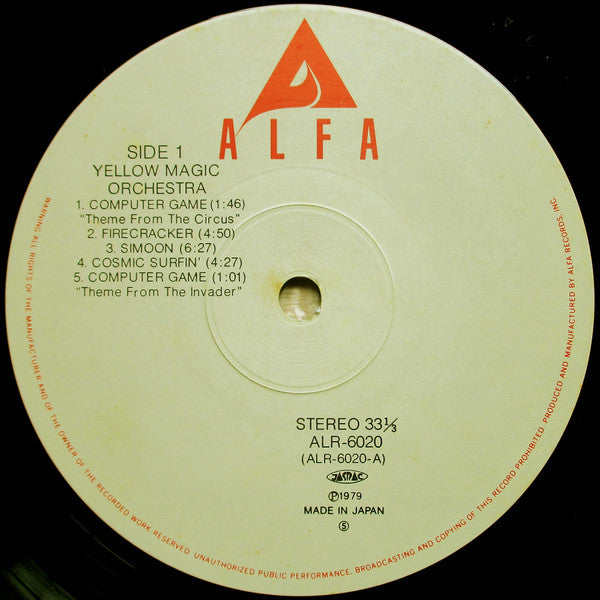 ALFA
SIDE 1
YELLOW MAGIC
ORCHESTRA
1. COMPUTER GAME (1:46)
"Theme From The Circus"
2. FIRECRACKER (4:50)
3. SIMOON (6:27)
4. COSMIC SURFIN' (4:27)
5. COMPUTER GAME (1:01)
"Theme From The Invader"
STEREO 33⅓
ALR-6020
(ALR-6020-A)
JASRAC
Ⓟ1979
MADE IN JAPAN
Ⓢ
WARNING: ALL RIGHTS OF THE MANUFACTURER AND OF THE OWNER OF THE RECORDED WORK RESERVED. UNAUTHORIZED PUBLIC PERFORMANCE, BROADCASTING AND COPYING OF THIS RECORD PROHIBITED. PRODUCED AND MANUFACTURED BY ALFA RECORDS, INC.